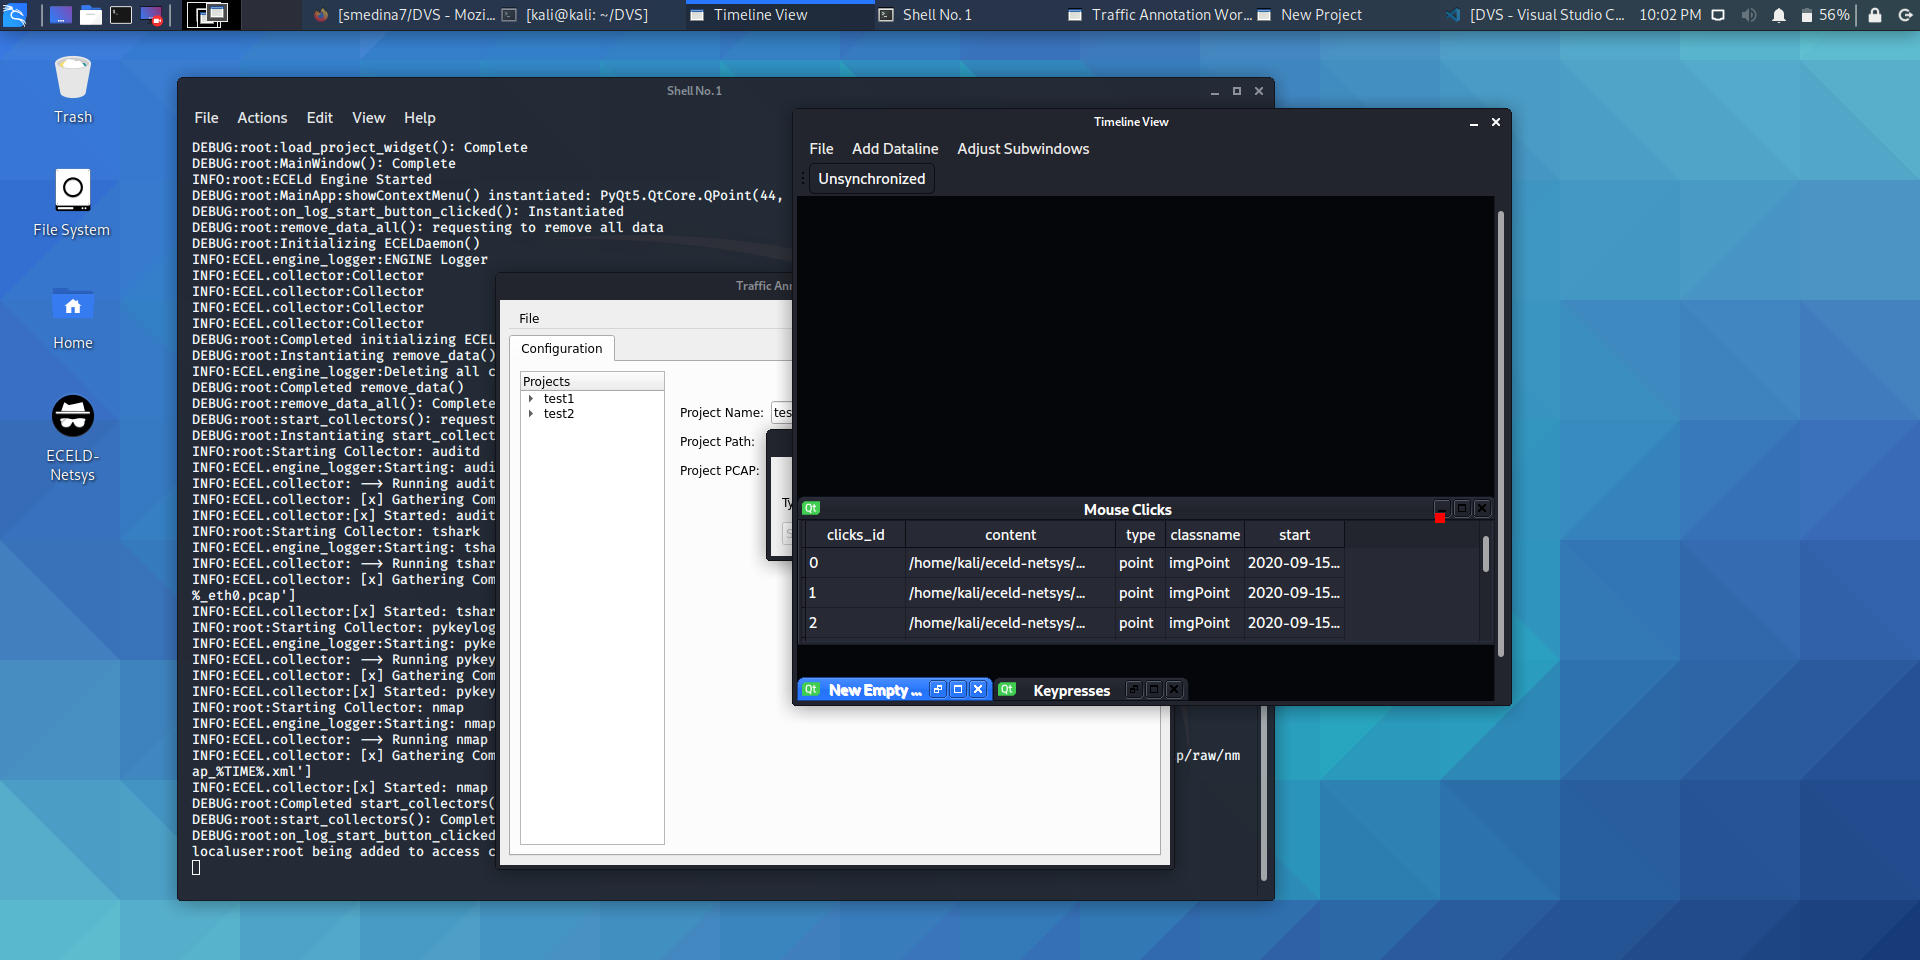 [smedina7/DVS - Mozi...
[kali@kali: ~/DVS]
Timeline View
Shell No. 1
Traffic Annotation Wor...
New Project
[DVS - Visual Studio C...
10:02 PM
56%
Trash
File System
Home
ECELD-
Netsys
Shell No. 1
File Actions Edit View Help
DEBUG:root:load_project_widget(): Complete
DEBUG:root:MainWindow(): Complete
INFO:root:ECELd Engine Started
DEBUG:root:MainApp:showContextMenu() instantiated: PyQt5.QtCore.QPoint(44,
DEBUG:root:on_log_start_button_clicked(): Instantiated
DEBUG:root:remove_data_all(): requesting to remove all data
DEBUG:root:Initializing ECELDaemon()
INFO:ECEL.engine_logger:ENGINE Logger
INFO:ECEL.collector:Collector
INFO:ECEL.collector:Collector
INFO:ECEL.collector:Collector
INFO:ECEL.collector:Collector
DEBUG:root:Completed initializing ECEL
DEBUG:root:Instantiating remove_data()
INFO:ECEL.engine_logger:Deleting all c
DEBUG:root:Completed remove_data()
DEBUG:root:remove_data_all(): Complete
DEBUG:root:start_collectors(): request
DEBUG:root:Instantiating start_collect
INFO:root:Starting Collector: auditd
INFO:ECEL.engine_logger:Starting: audi
INFO:ECEL.collector: --> Running audit
INFO:ECEL.collector: [x] Gathering Com
INFO:ECEL.collector:[x] Started: audit
INFO:root:Starting Collector: tshark
INFO:ECEL.engine_logger:Starting: tsha
INFO:ECEL.collector: --> Running tshar
INFO:ECEL.collector: [x] Gathering Com
%_eth0.pcap']
INFO:ECEL.collector:[x] Started: tshar
INFO:root:Starting Collector: pykeylog
INFO:ECEL.engine_logger:Starting: pyke
INFO:ECEL.collector: --> Running pykey
INFO:ECEL.collector: [x] Gathering Com
INFO:ECEL.collector:[x] Started: pykey
INFO:root:Starting Collector: nmap
INFO:ECEL.engine_logger:Starting: nmap
INFO:ECEL.collector: --> Running nmap
INFO:ECEL.collector: [x] Gathering Com
p/raw/nm
ap_%TIME%.xml']
INFO:ECEL.collector:[x] Started: nmap
DEBUG:root:Completed start_collectors(
DEBUG:root:start_collectors(): Complet
DEBUG:root:on_log_start_button_clicked
localuser:root being added to access c
Traffic Ann
File
Configuration
Projects
test1
test2
Project Name: tes
Project Path:
Project PCAP:
Ty
S
Timeline View
File Add Dataline Adjust Subwindows
Unsynchronized
Qt Mouse Clicks
clicks_id content type classname start
0 /home/kali/eceld-netsys/... point imgPoint 2020-09-15...
1 /home/kali/eceld-netsys/... point imgPoint 2020-09-15...
2 /home/kali/eceld-netsys/... point imgPoint 2020-09-15...
Qt New Empty ...
Qt Keypresses